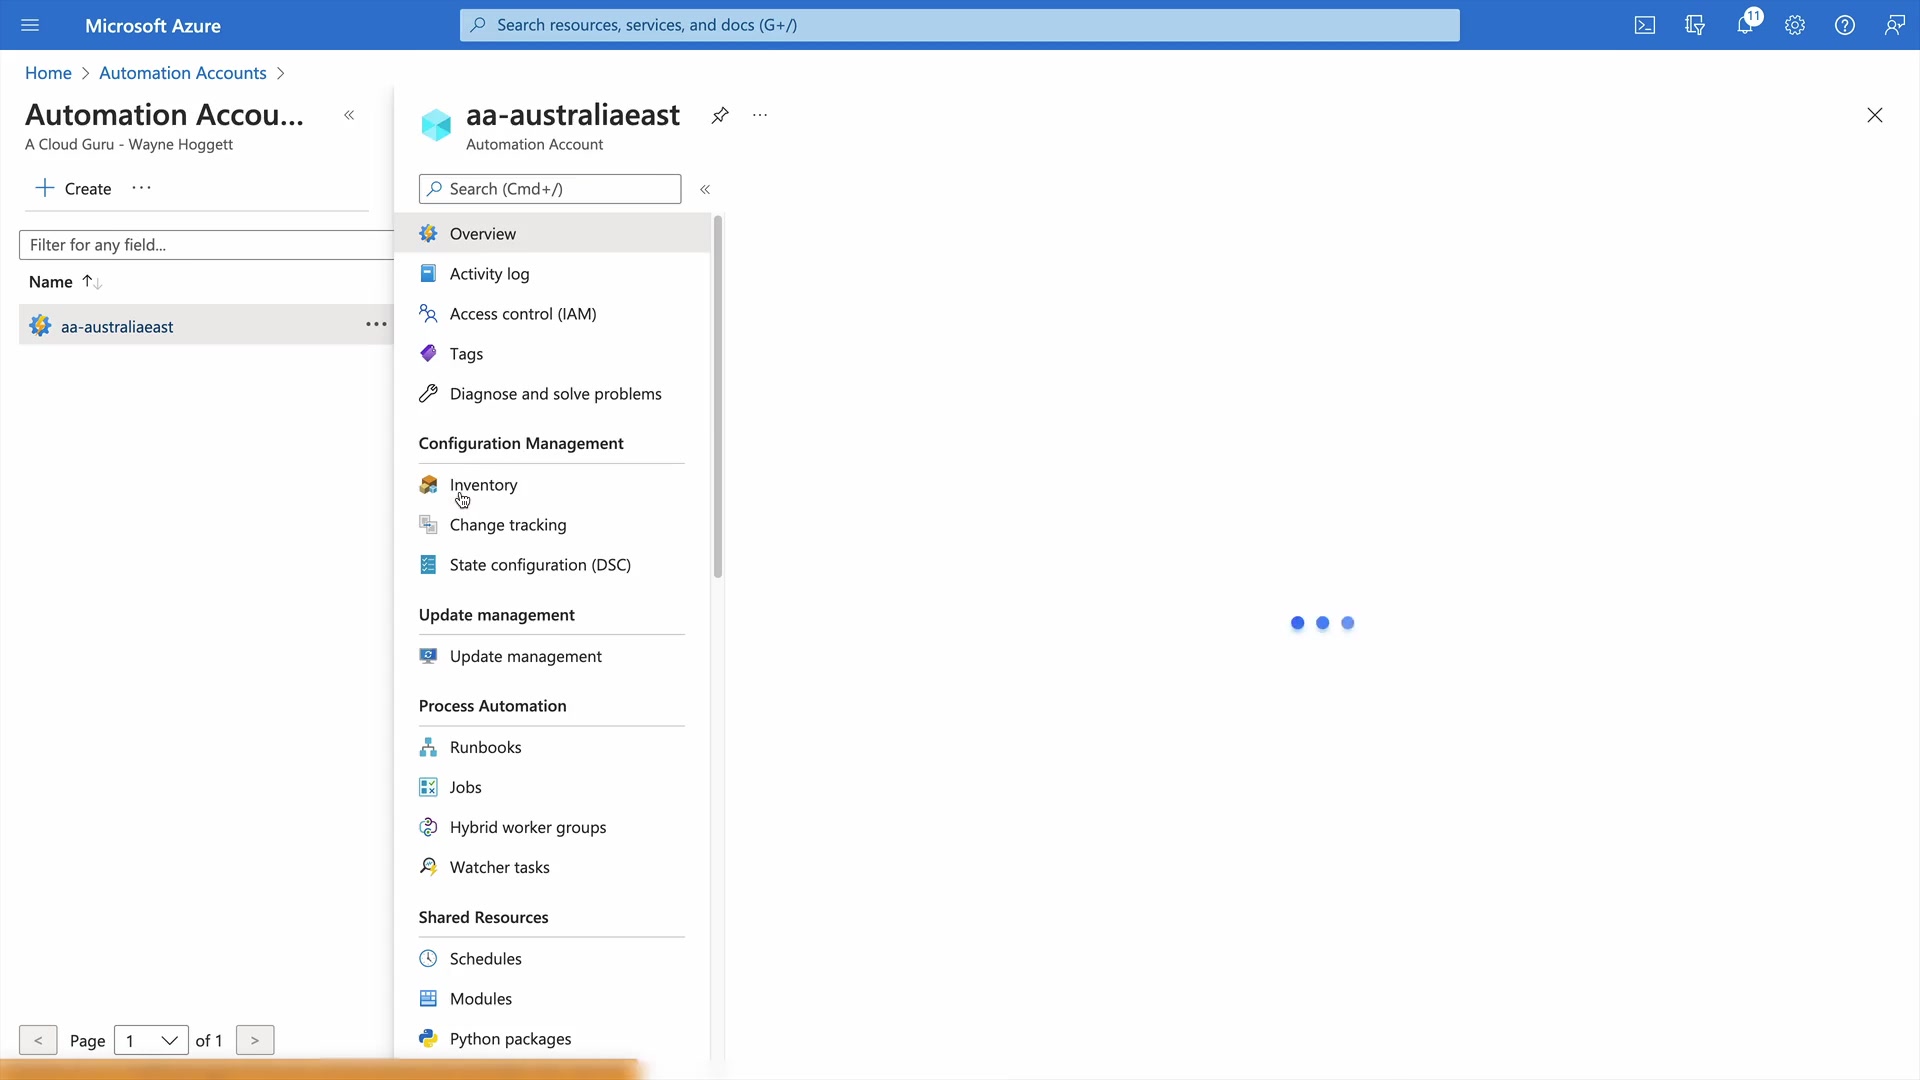 Microsoft Azure
Search resources, services, and docs (G+/)
11
Home > Automation Accounts >
Automation Accou...
A Cloud Guru - Wayne Hoggett
Create
Filter for any field...
Name
aa-australiaeast
Page 1 of 1
aa-australiaeast
Automation Account
Search (Cmd+/)
Overview
Activity log
Access control (IAM)
Tags
Diagnose and solve problems
Configuration Management
Inventory
Change tracking
State configuration (DSC)
Update management
Update management
Process Automation
Runbooks
Jobs
Hybrid worker groups
Watcher tasks
Shared Resources
Schedules
Modules
Python packages